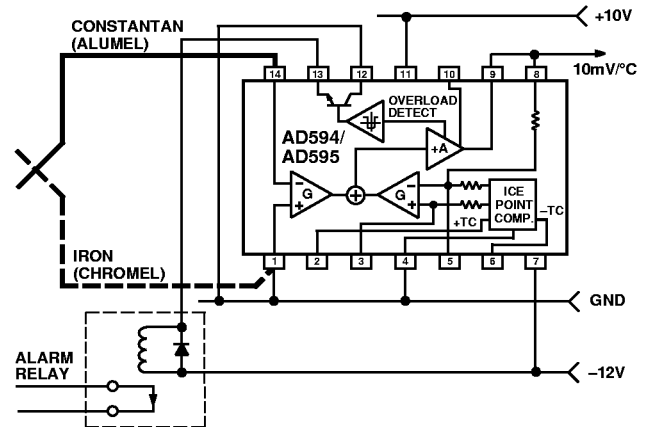 CONSTANTAN
(ALUMEL)
+10V
10mV/°C
14 13 12 11 10 9 8
OVERLOAD
DETECT
AD594/
AD595
+A
– G +
+
G – +
ICE
POINT
COMP.
+TC
–TC
1 2 3 4 5 6 7
IRON
(CHROMEL)
GND
ALARM
RELAY
–12V